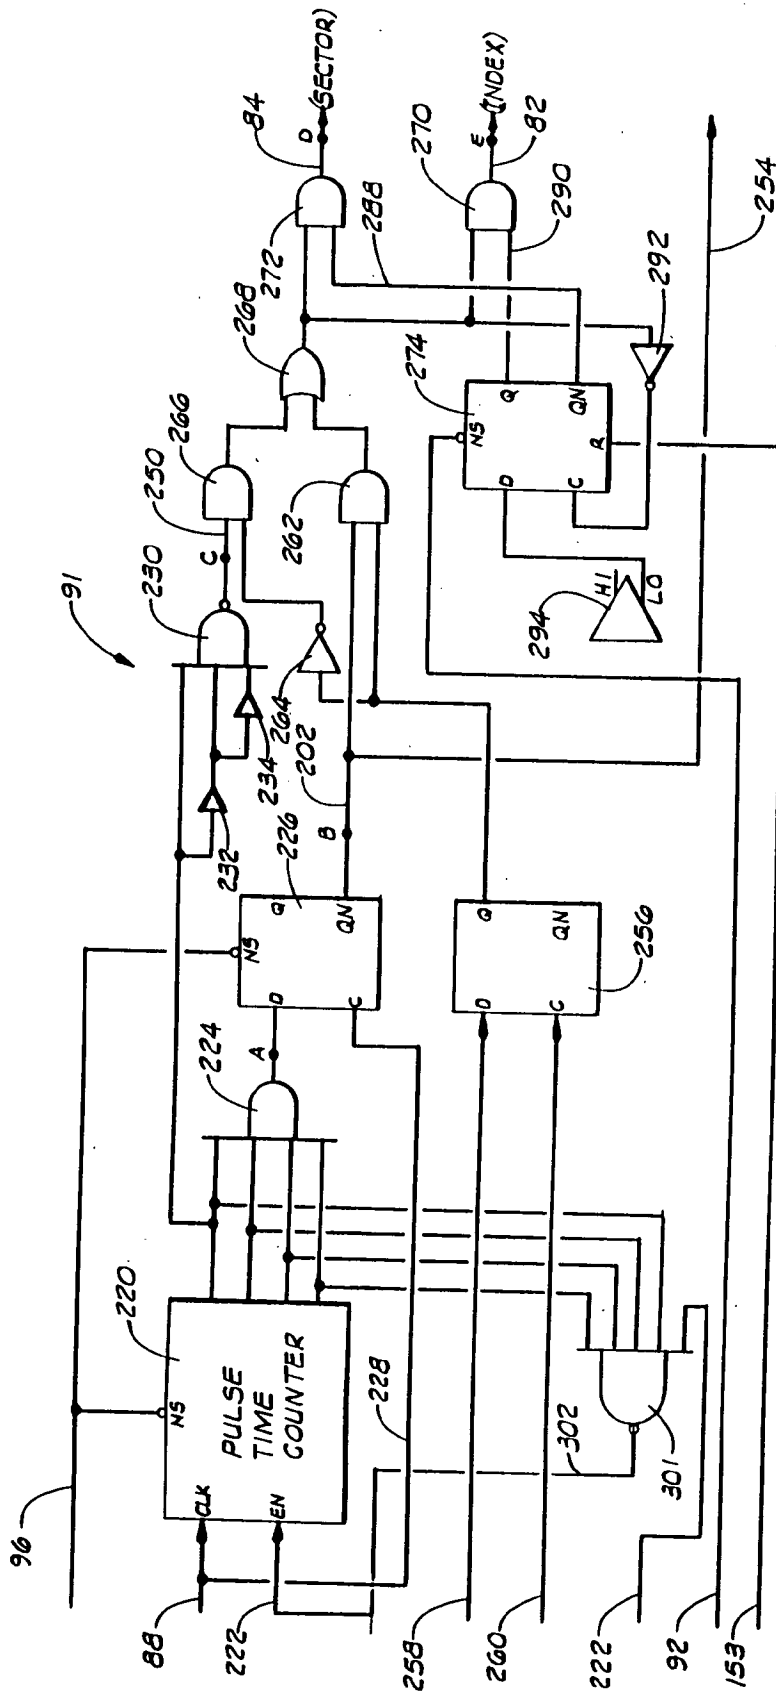 91
96
88
222
CLK
EN
NS
PULSE
TIME
COUNTER
220
228
224
A
D
C
NS
Q
QN
226
232
234
230
C
250
266
264
B
202
262
268
272
84
D
(SECTOR)
288
270
E
(INDEX)
82
290
274
NS
D
C
Q
QN
R
292
294
HI
LO
254
258
260
D
C
Q
QN
256
302
301
222
92
153